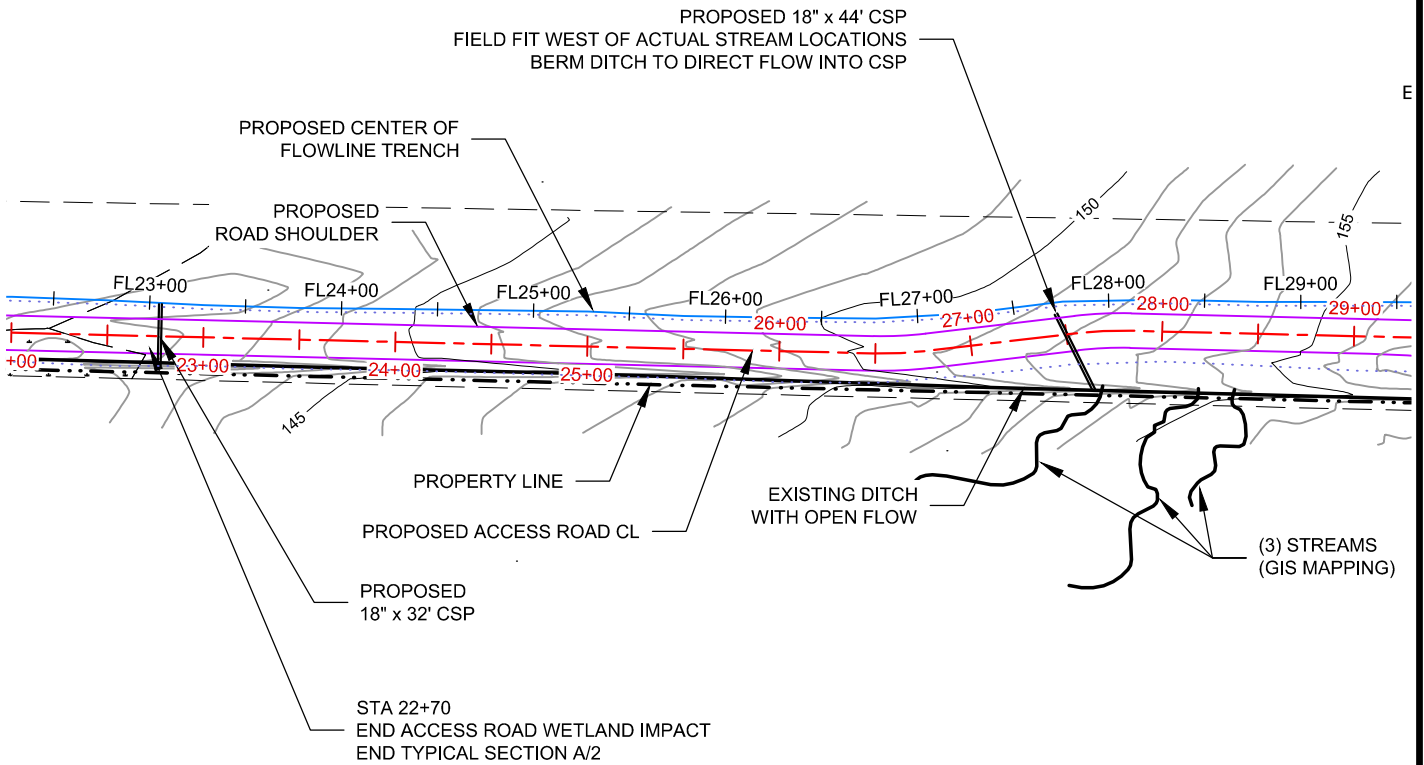 PROPOSED 18" x 44' CSP
FIELD FIT WEST OF ACTUAL STREAM LOCATIONS
BERM DITCH TO DIRECT FLOW INTO CSP
E
PROPOSED CENTER OF
FLOWLINE TRENCH
PROPOSED
ROAD SHOULDER
150
155
FL23+00
FL24+00
FL25+00
FL26+00
FL27+00
FL28+00
FL29+00
+00
23+00
24+00
25+00
26+00
27+00
28+00
29+00
145
PROPERTY LINE
PROPOSED ACCESS ROAD CL
EXISTING DITCH
WITH OPEN FLOW
(3) STREAMS
(GIS MAPPING)
PROPOSED
18" x 32' CSP
STA 22+70
END ACCESS ROAD WETLAND IMPACT
END TYPICAL SECTION A/2